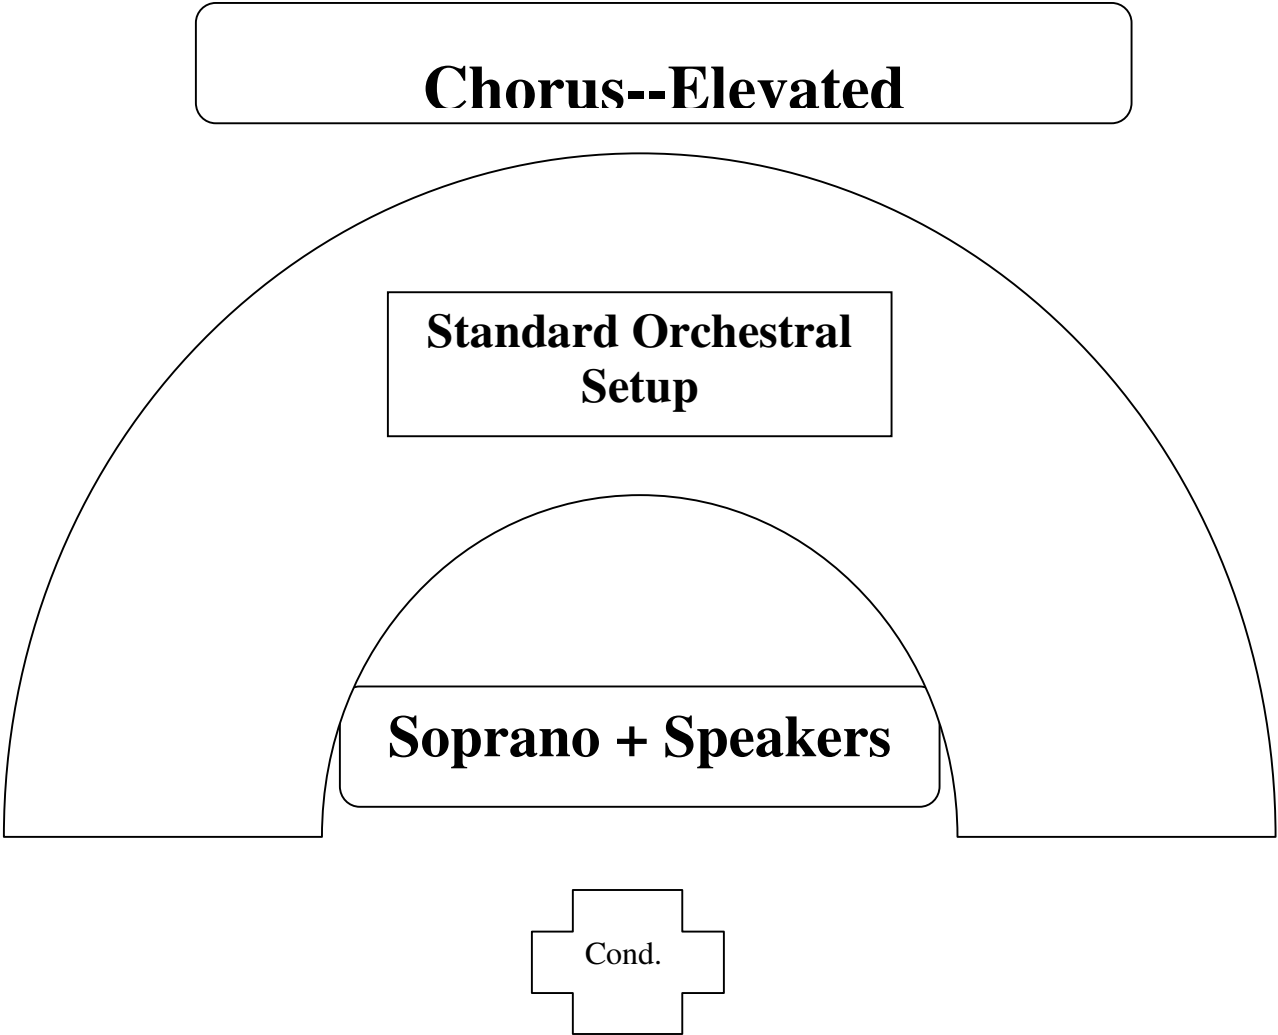 Chorus--Elevated
Standard Orchestral
Setup
Soprano + Speakers
Cond.